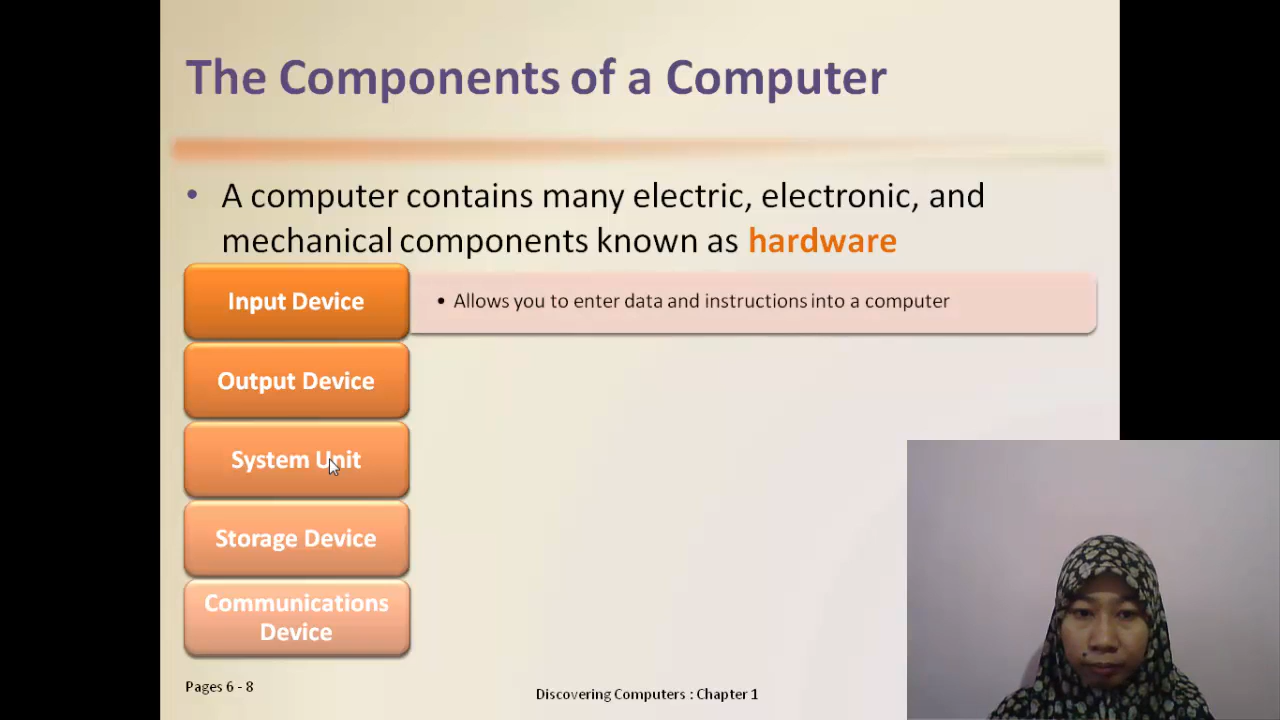 The Components of a Computer
• A computer contains many electric, electronic, and
mechanical components known as hardware
Input Device
• Allows you to enter data and instructions into a computer
Output Device
System Unit
Storage Device
Communications
Device
Pages 6 - 8
Discovering Computers : Chapter 1